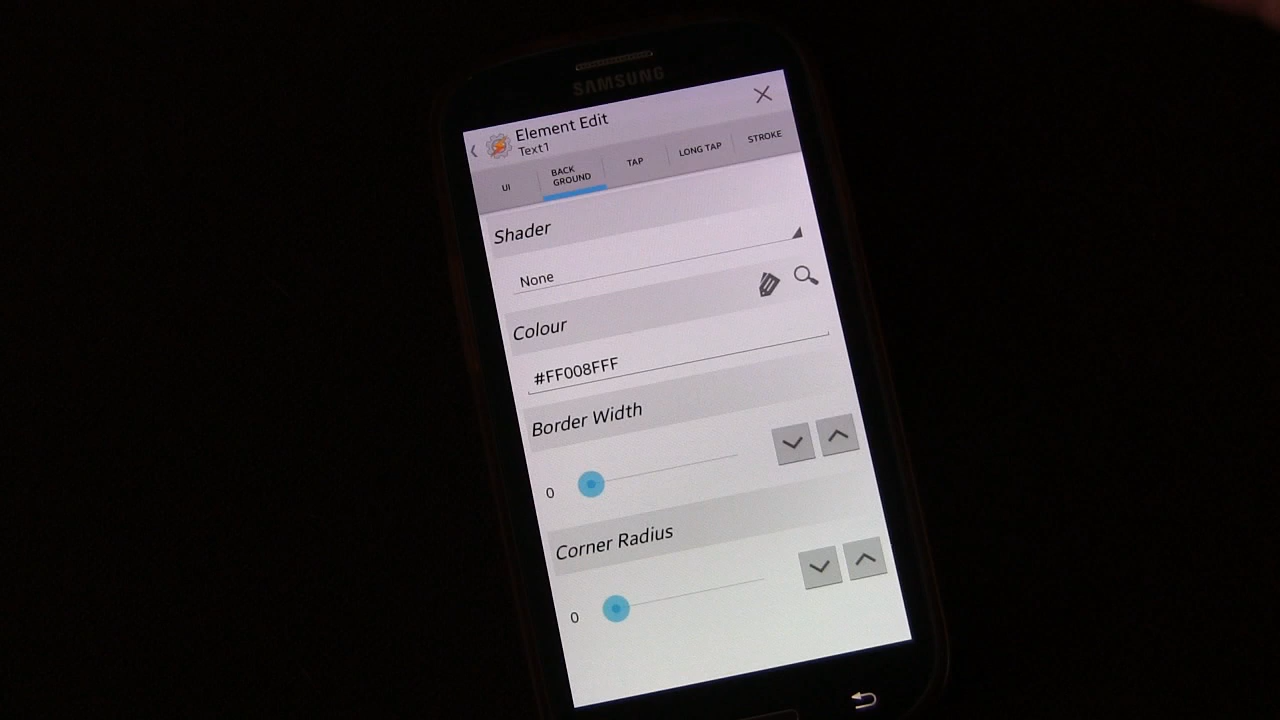 SAMSUNG
Element Edit
Text1
UI
BACK
GROUND
TAP
LONG TAP
STROKE
Shader
None
Colour
#FF008FFF
Border Width
0
Corner Radius
0